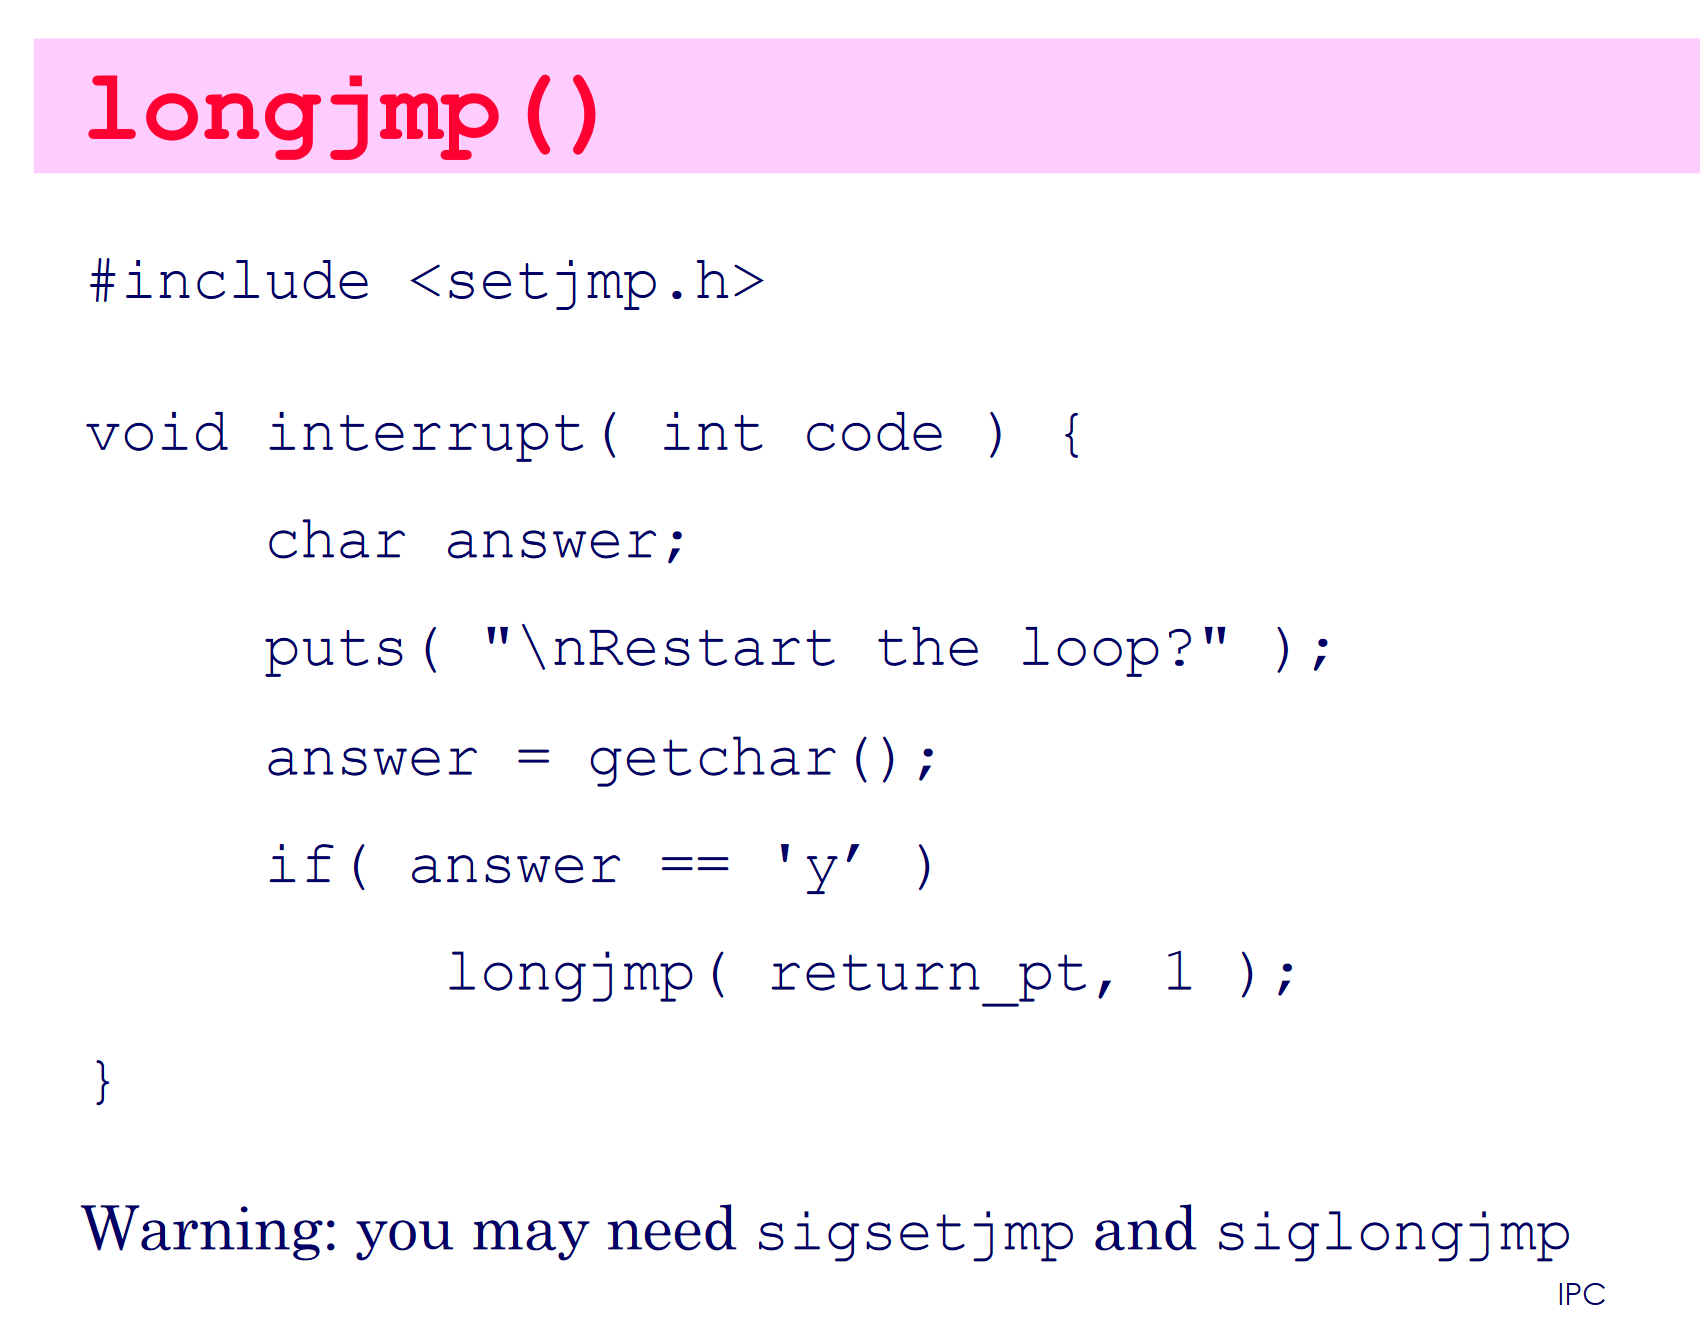 longjmp()
#include <setjmp.h>
void interrupt( int code ) {
char answer;
puts( "\nRestart the loop?" );
answer = getchar();
if( answer == 'y’ )
longjmp( return_pt, 1 );
}
Warning: you may need sigsetjmp and siglongjmp
IPC